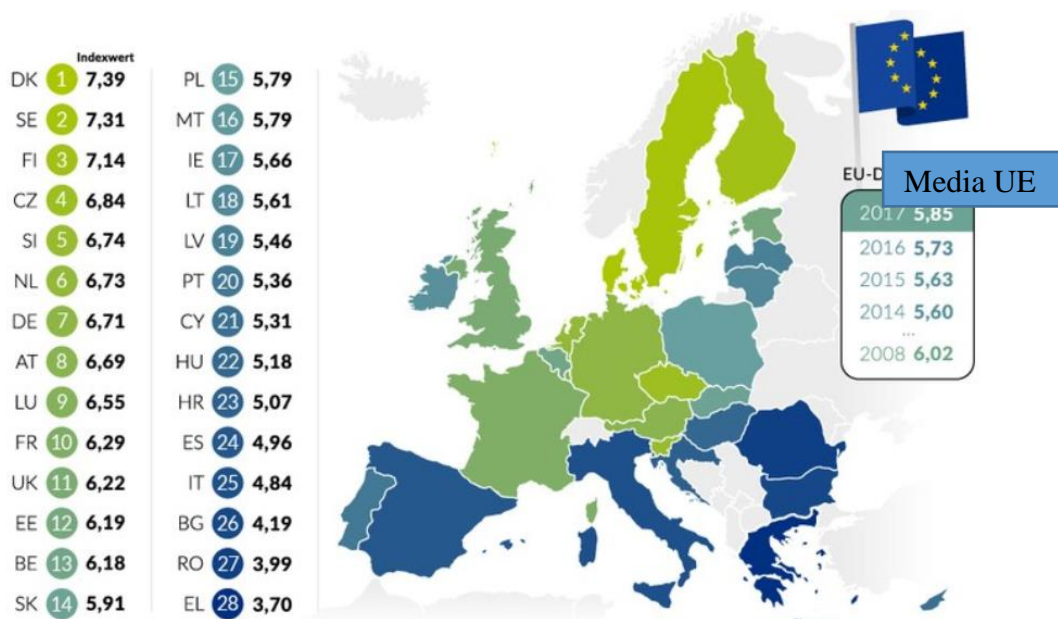 Indexwert
DK 1 7,39
SE 2 7,31
FI 3 7,14
CZ 4 6,84
SI 5 6,74
NL 6 6,73
DE 7 6,71
AT 8 6,69
LU 9 6,55
FR 10 6,29
UK 11 6,22
EE 12 6,19
BE 13 6,18
SK 14 5,91
PL 15 5,79
MT 16 5,79
IE 17 5,66
LT 18 5,61
LV 19 5,46
PT 20 5,36
CY 21 5,31
HU 22 5,18
HR 23 5,07
ES 24 4,96
IT 25 4,84
BG 26 4,19
RO 27 3,99
EL 28 3,70
Media UE
2017 5,85
2016 5,73
2015 5,63
2014 5,60
...
2008 6,02